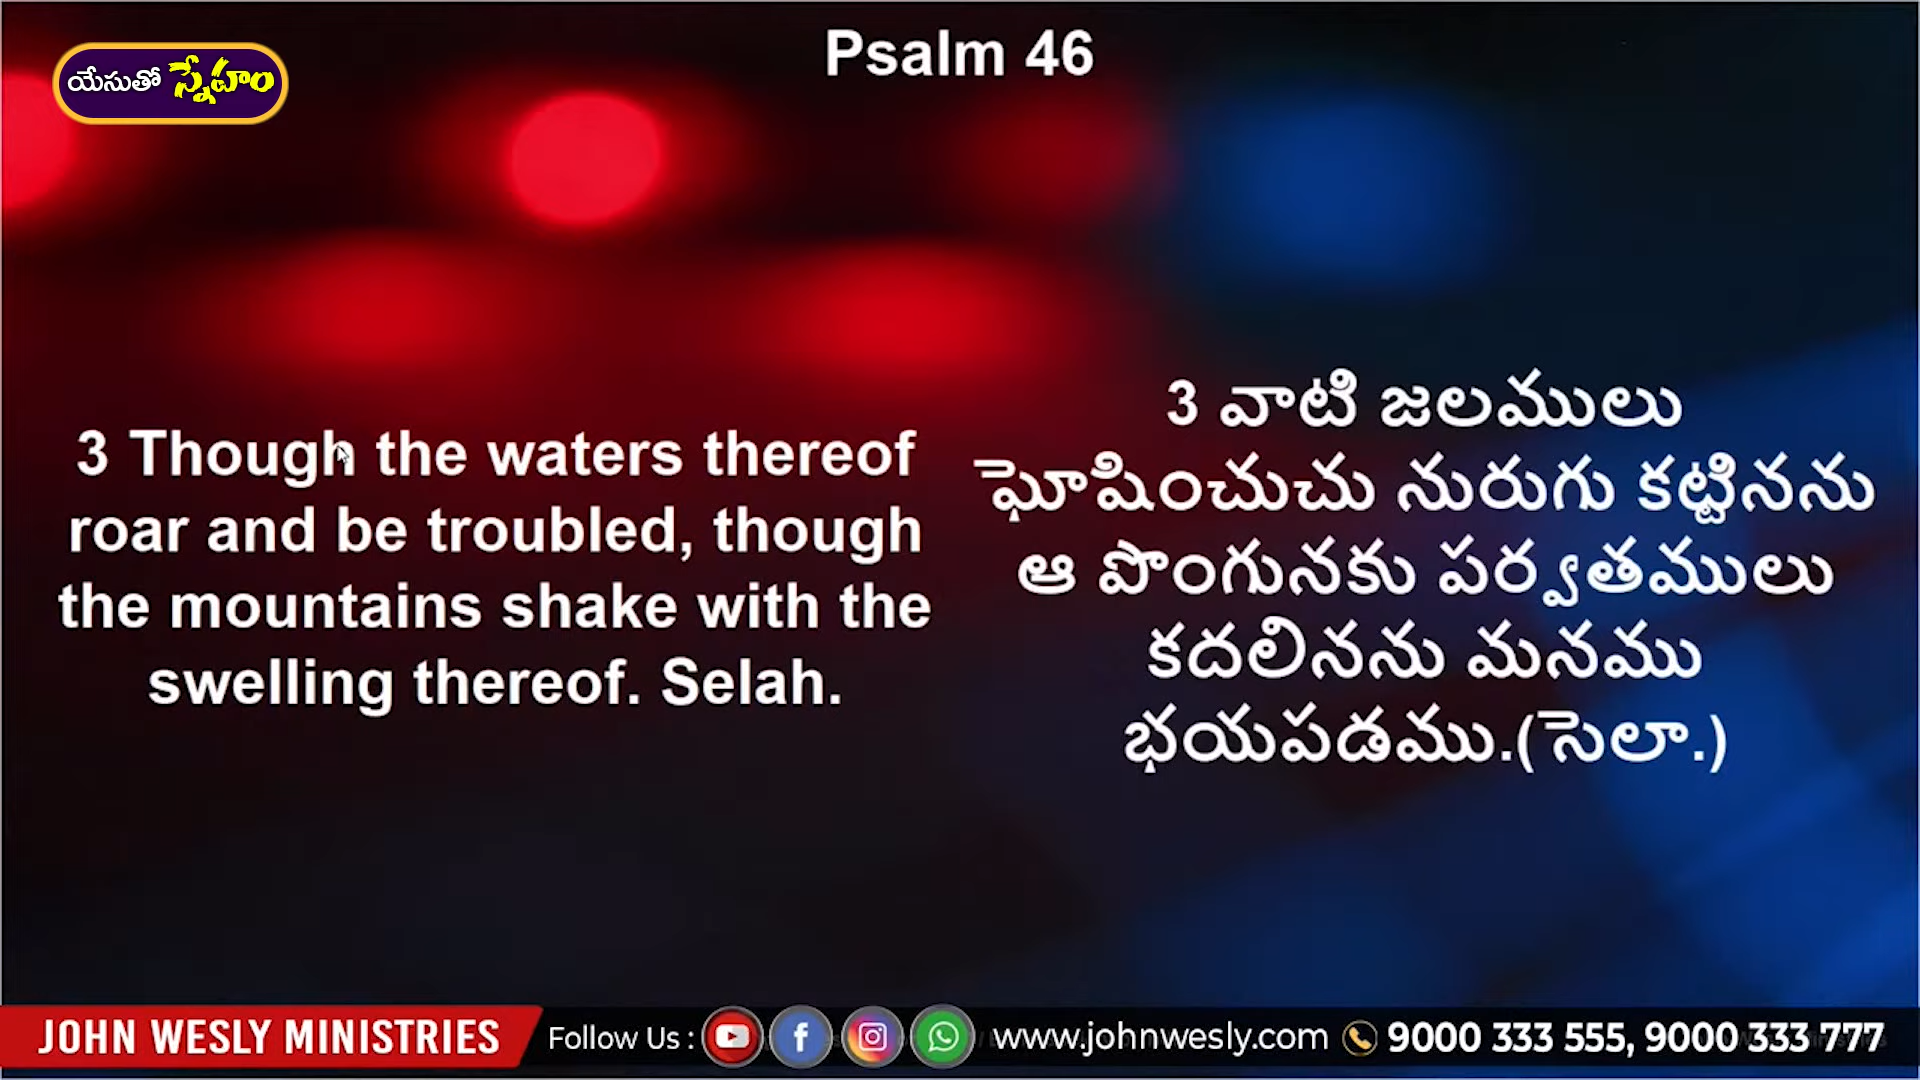 Psalm 46
యేసుతో స్నేహం
3 Though the waters thereof
roar and be troubled, though
the mountains shake with the
swelling thereof. Selah.
3 వాటి జలములు
ఘోషించుచు నురుగు కట్టినను
ఆ పొంగునకు పర్వతములు
కదలినను మనము
భయపడము.(సెలా.)
JOHN WESLY MINISTRIES Follow Us : www.johnwesly.com 9000 333 555, 9000 333 777